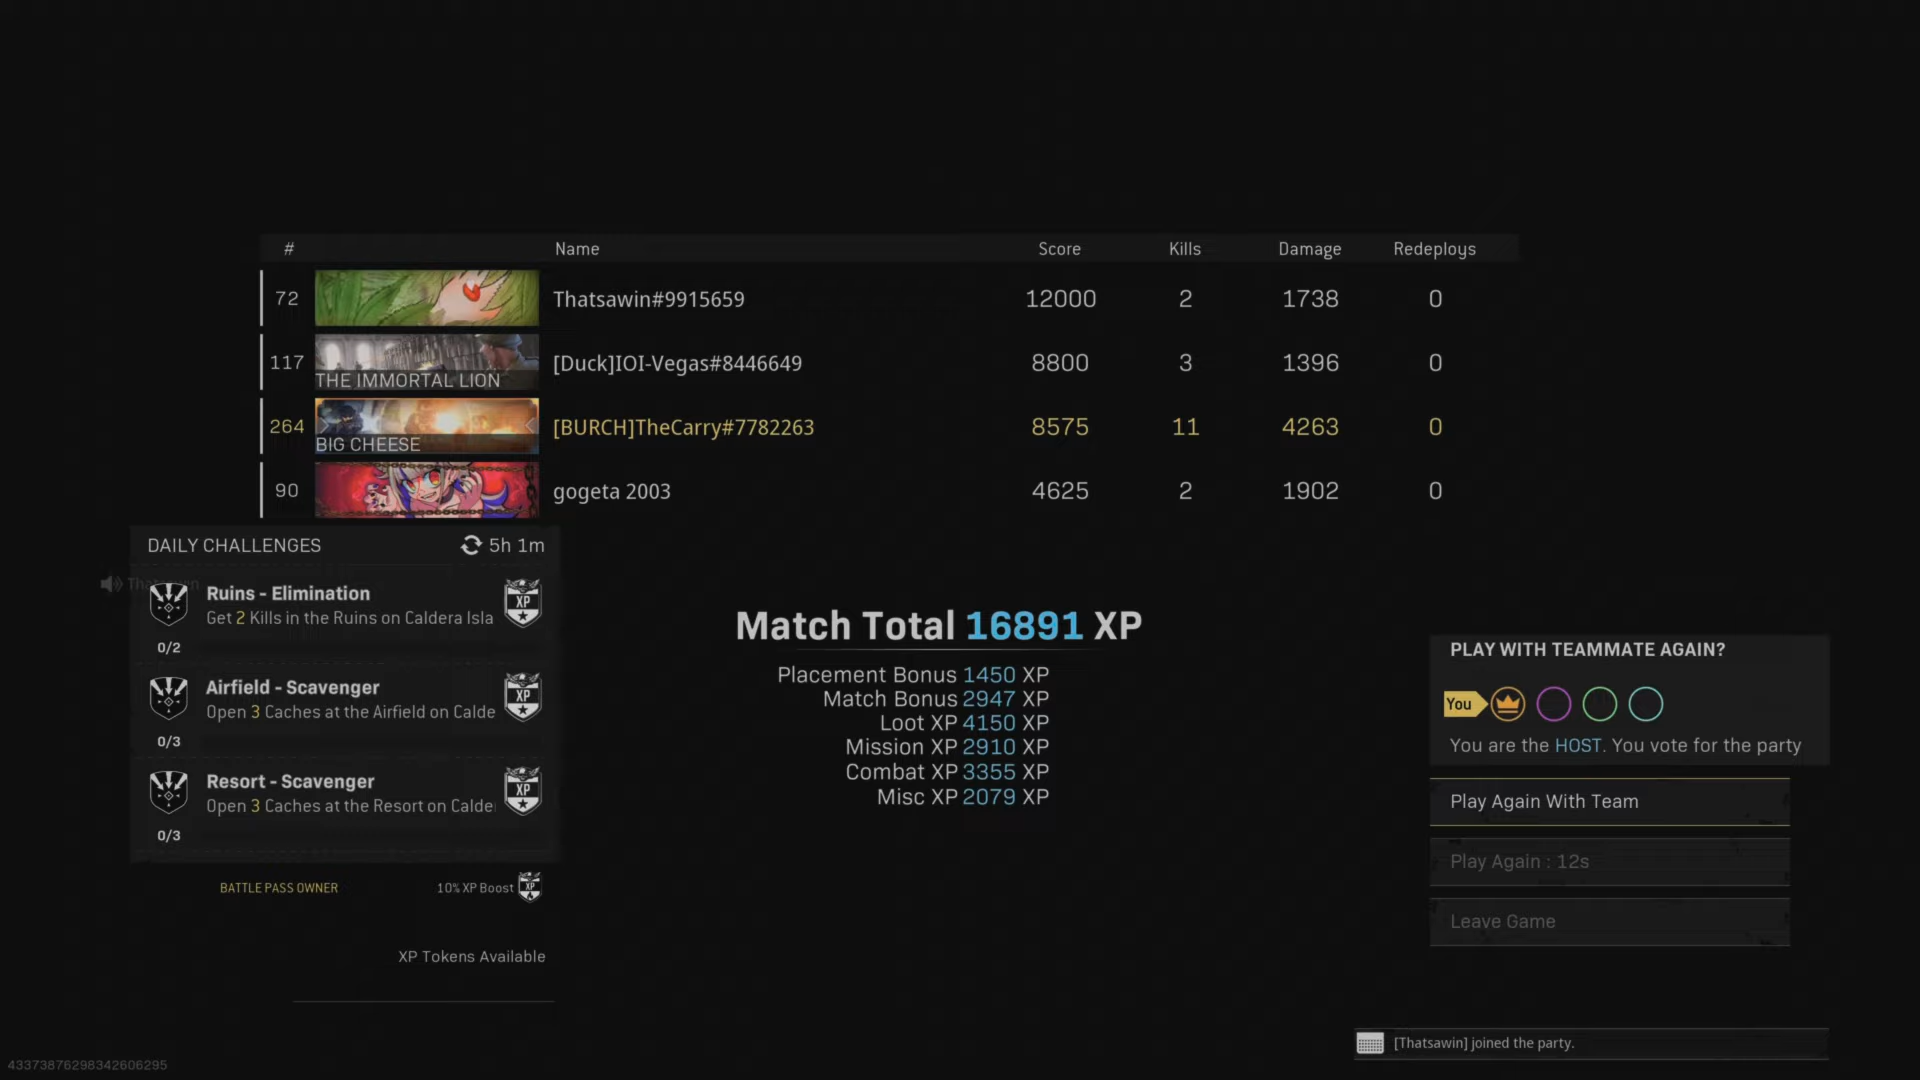 # Name Score Kills Damage Redeploys
72 Thatsawin#9915659 12000 2 1738 0
117 THE IMMORTAL LION [Duck]IOI-Vegas#8446649 8800 3 1396 0
264 BIG CHEESE [BURCH]TheCarry#7782263 8575 11 4263 0
90 gogeta 2003 4625 2 1902 0
DAILY CHALLENGES 5h 1m
Ruins - Elimination
Get 2 Kills in the Ruins on Caldera Isla
XP
0/2
Airfield - Scavenger
Open 3 Caches at the Airfield on Calde
XP
0/3
Resort - Scavenger
Open 3 Caches at the Resort on Calde
XP
0/3
BATTLE PASS OWNER 10% XP Boost XP
XP Tokens Available
Match Total 16891 XP
Placement Bonus 1450 XP
Match Bonus 2947 XP
Loot XP 4150 XP
Mission XP 2910 XP
Combat XP 3355 XP
Misc XP 2079 XP
PLAY WITH TEAMMATE AGAIN?
You
You are the HOST. You vote for the party
Play Again With Team
Play Again : 12s
Leave Game
[Thatsawin] joined the party.
43373876298342606295